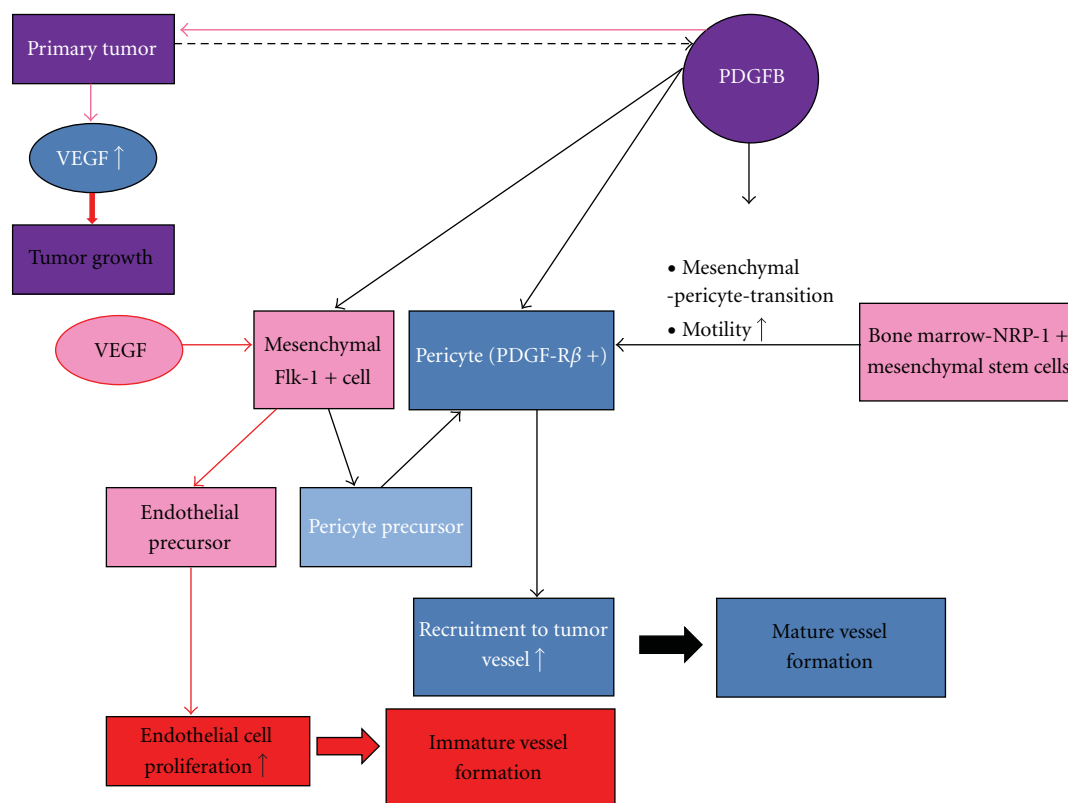 Primary tumor
PDGFB
VEGF ↑
Tumor growth
• Mesenchymal
-pericyte-transition
• Motility ↑
VEGF
Mesenchymal
Flk-1 + cell
Pericyte (PDGF-Rβ +)
Bone marrow-NRP-1 +
mesenchymal stem cells
Endothelial
precursor
Pericyte precursor
Recruitment to tumor
vessel ↑
Mature vessel
formation
Endothelial cell
proliferation ↑
Immature vessel
formation